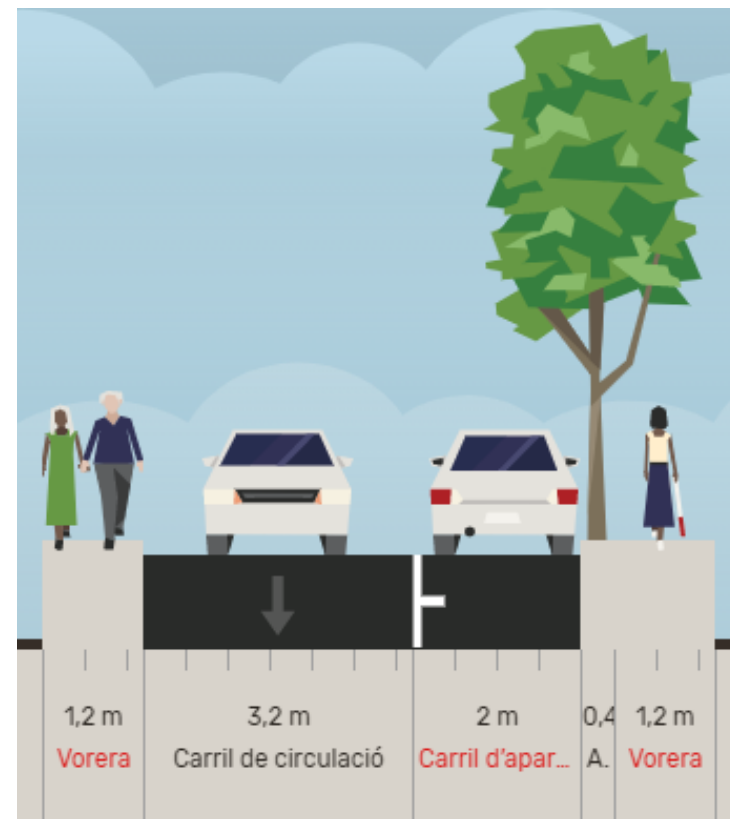 1,2 m
Vorera
3,2 m
Carril de circulació
2 m
Carril d'apar...
0,4
A.
1,2 m
Vorera